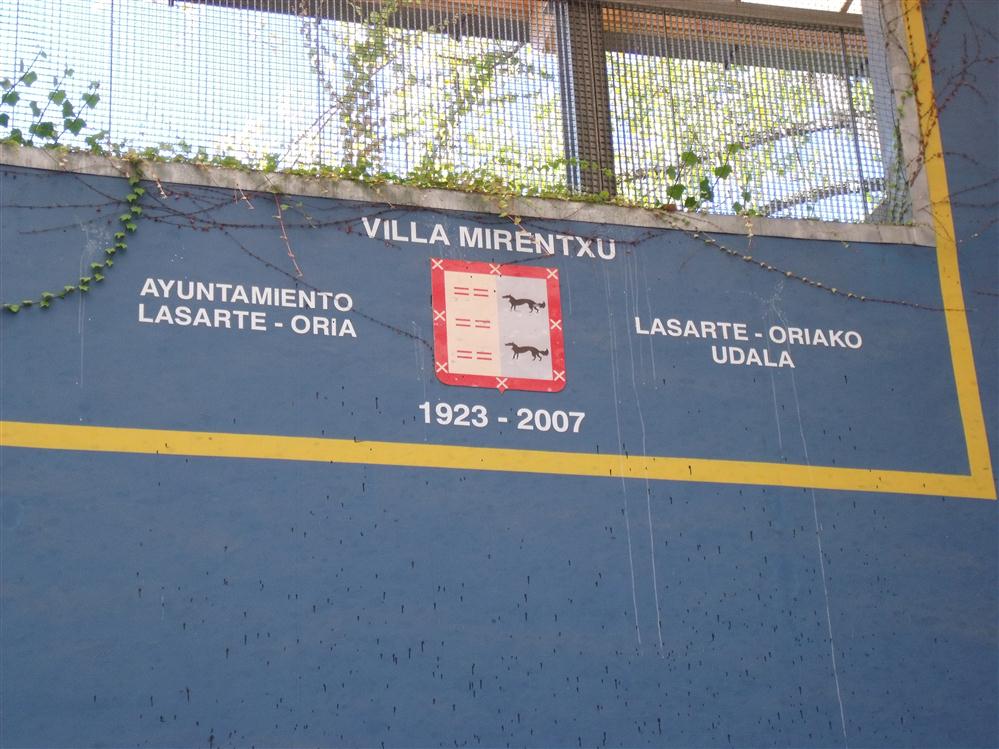 VILLA MIRENTXU
AYUNTAMIENTO
LASARTE - ORIA
LASARTE - ORIAKO
UDALA
1923 - 2007